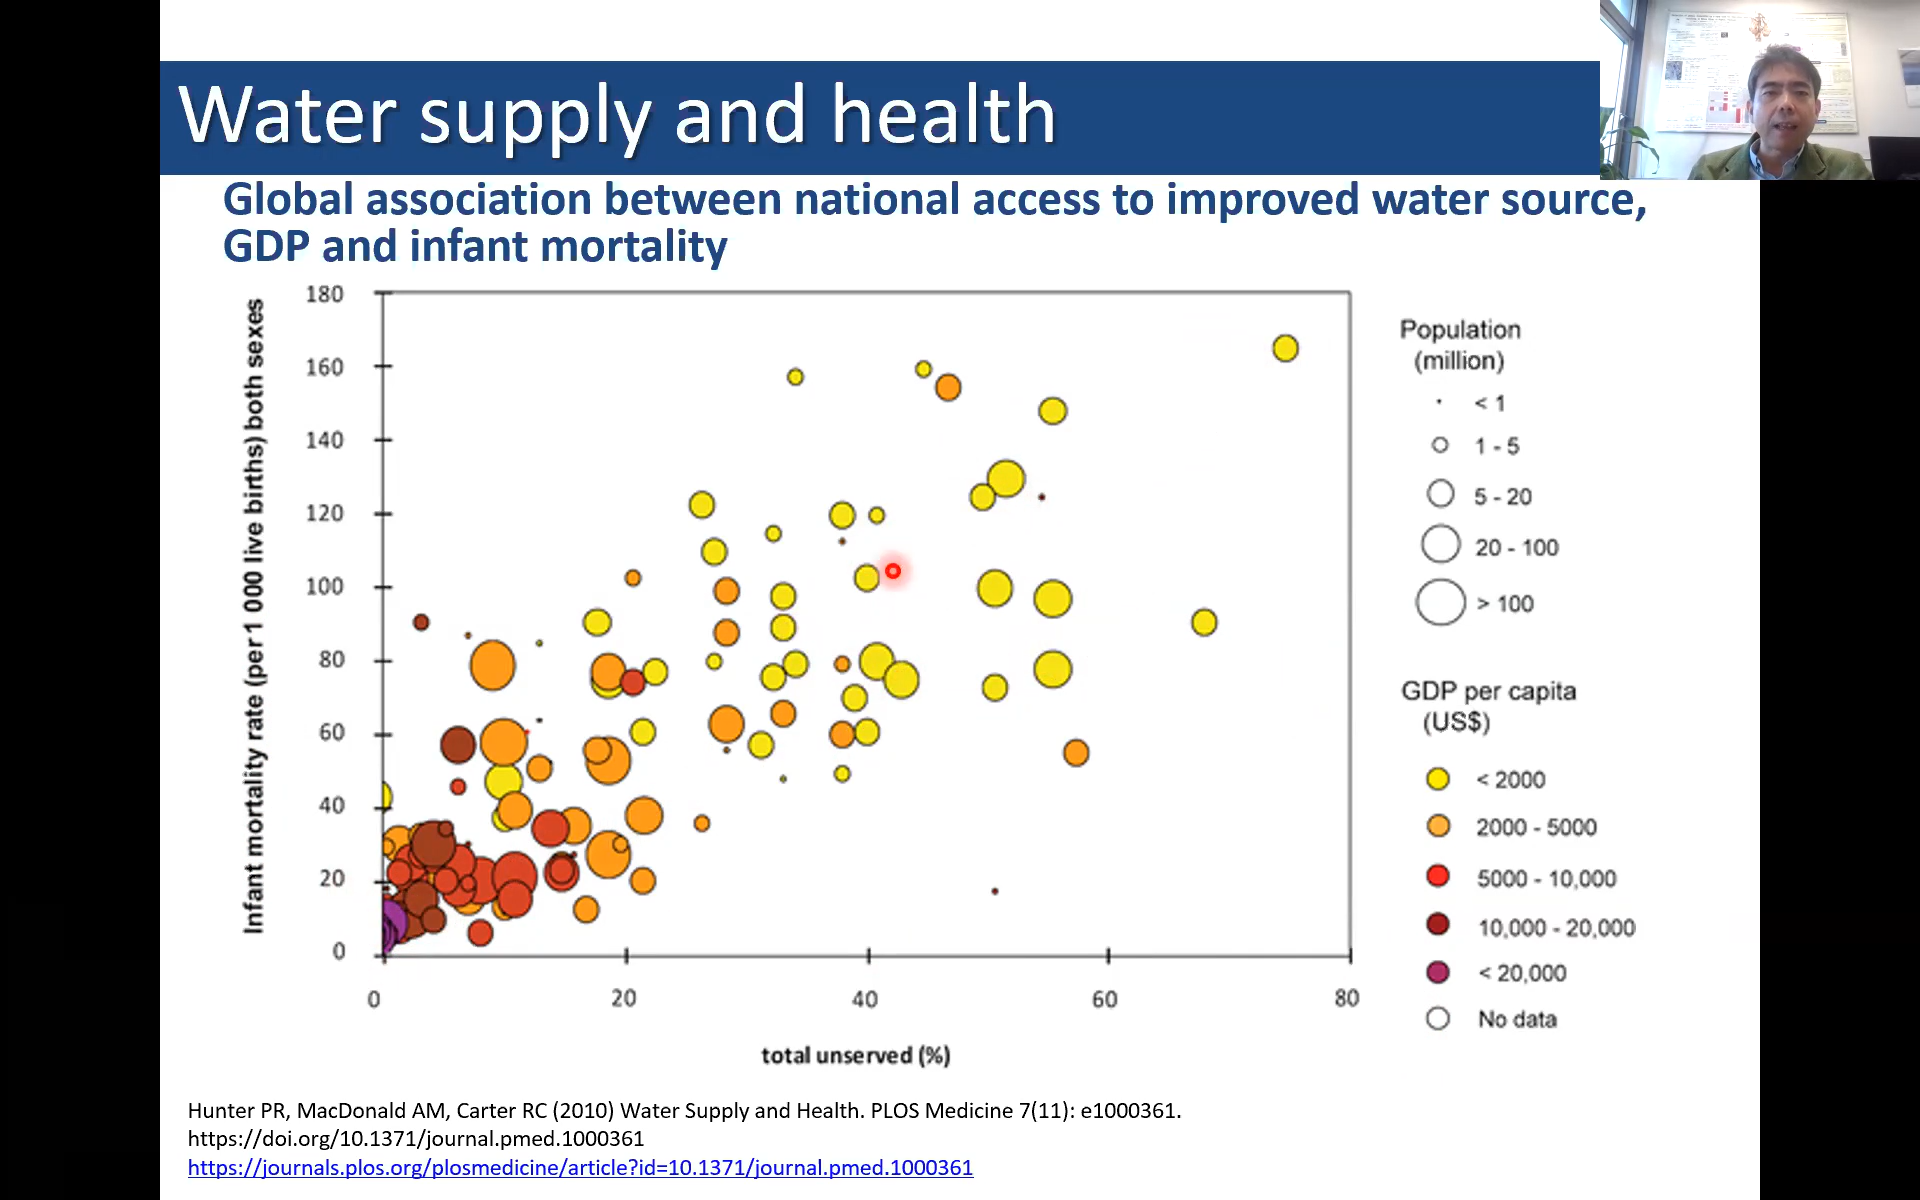 Water supply and health
Global association between national access to improved water source,
GDP and infant mortality
Infant mortality rate (per 1 000 live births) both sexes
180
160
140
120
100
80
60
40
20
0
0
20
40
60
80
total unserved (%)
Population
(million)
< 1
1 - 5
5 - 20
20 - 100
> 100
GDP per capita
(US$)
< 2000
2000 - 5000
5000 - 10,000
10,000 - 20,000
< 20,000
No data
Hunter PR, MacDonald AM, Carter RC (2010) Water Supply and Health. PLOS Medicine 7(11): e1000361.
https://doi.org/10.1371/journal.pmed.1000361
https://journals.plos.org/plosmedicine/article?id=10.1371/journal.pmed.1000361